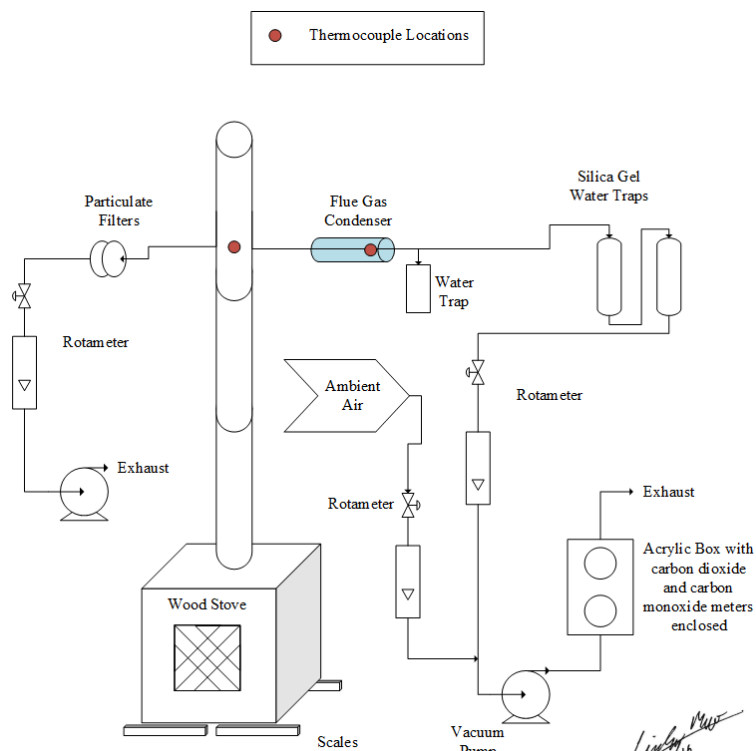 Thermocouple Locations
Particulate
Filters
Flue Gas
Condenser
Silica Gel
Water Traps
Water
Trap
Rotameter
Ambient
Air
Rotameter
Exhaust
Rotameter
Exhaust
Acrylic Box with
carbon dioxide
and carbon
monoxide meters
enclosed
Wood Stove
Scales
Vacuum
Pump